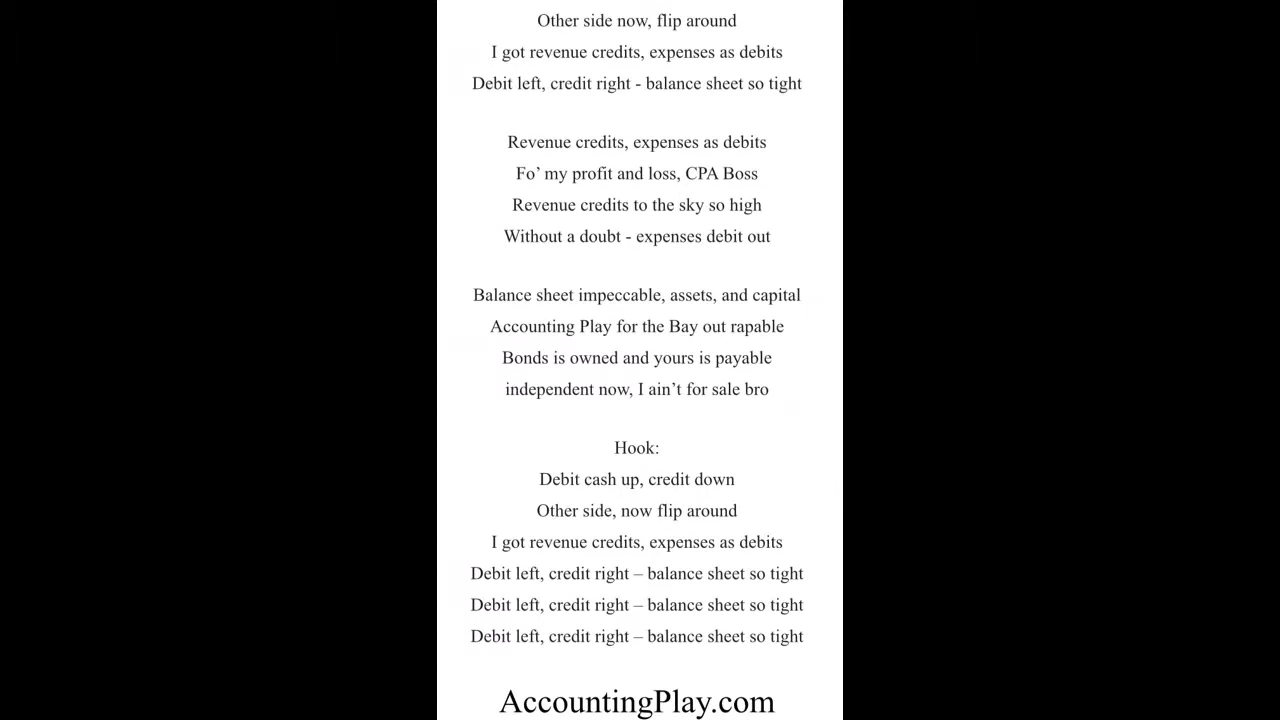 Other side now, flip around
I got revenue credits, expenses as debits
Debit left, credit right - balance sheet so tight
Revenue credits, expenses as debits
Fo’ my profit and loss, CPA Boss
Revenue credits to the sky so high
Without a doubt - expenses debit out
Balance sheet impeccable, assets, and capital
Accounting Play for the Bay out rapable
Bonds is owned and yours is payable
independent now, I ain’t for sale bro
Hook:
Debit cash up, credit down
Other side, now flip around
I got revenue credits, expenses as debits
Debit left, credit right – balance sheet so tight
Debit left, credit right – balance sheet so tight
Debit left, credit right – balance sheet so tight
AccountingPlay.com